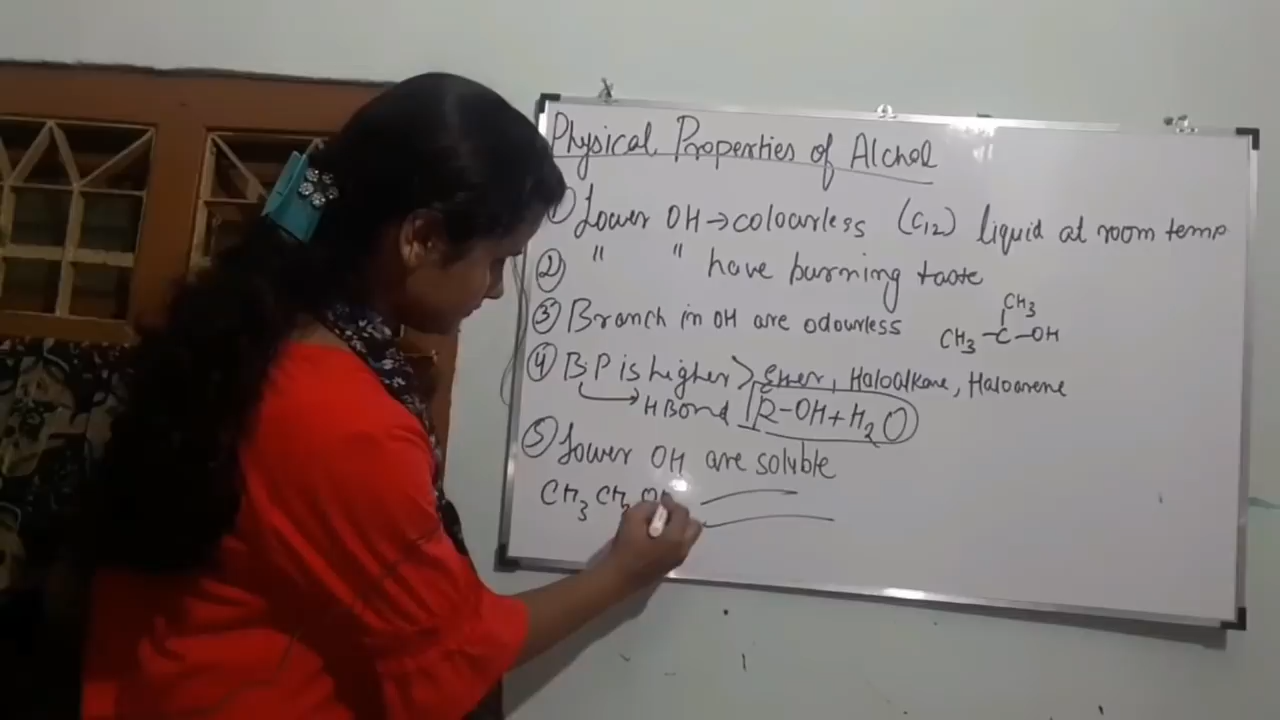 Physical Properties of Alchol
① Lower OH → colourless (C12) liquid at room temp
② " " have burning taste
③ Branch in OH are odourless
CH3
CH3 - C - OH
④ B.P is higher > Ether, Haloalkane, Haloarene
H Bond R-OH + H2O
⑤ Lower OH are soluble
CH3 CH2 OH